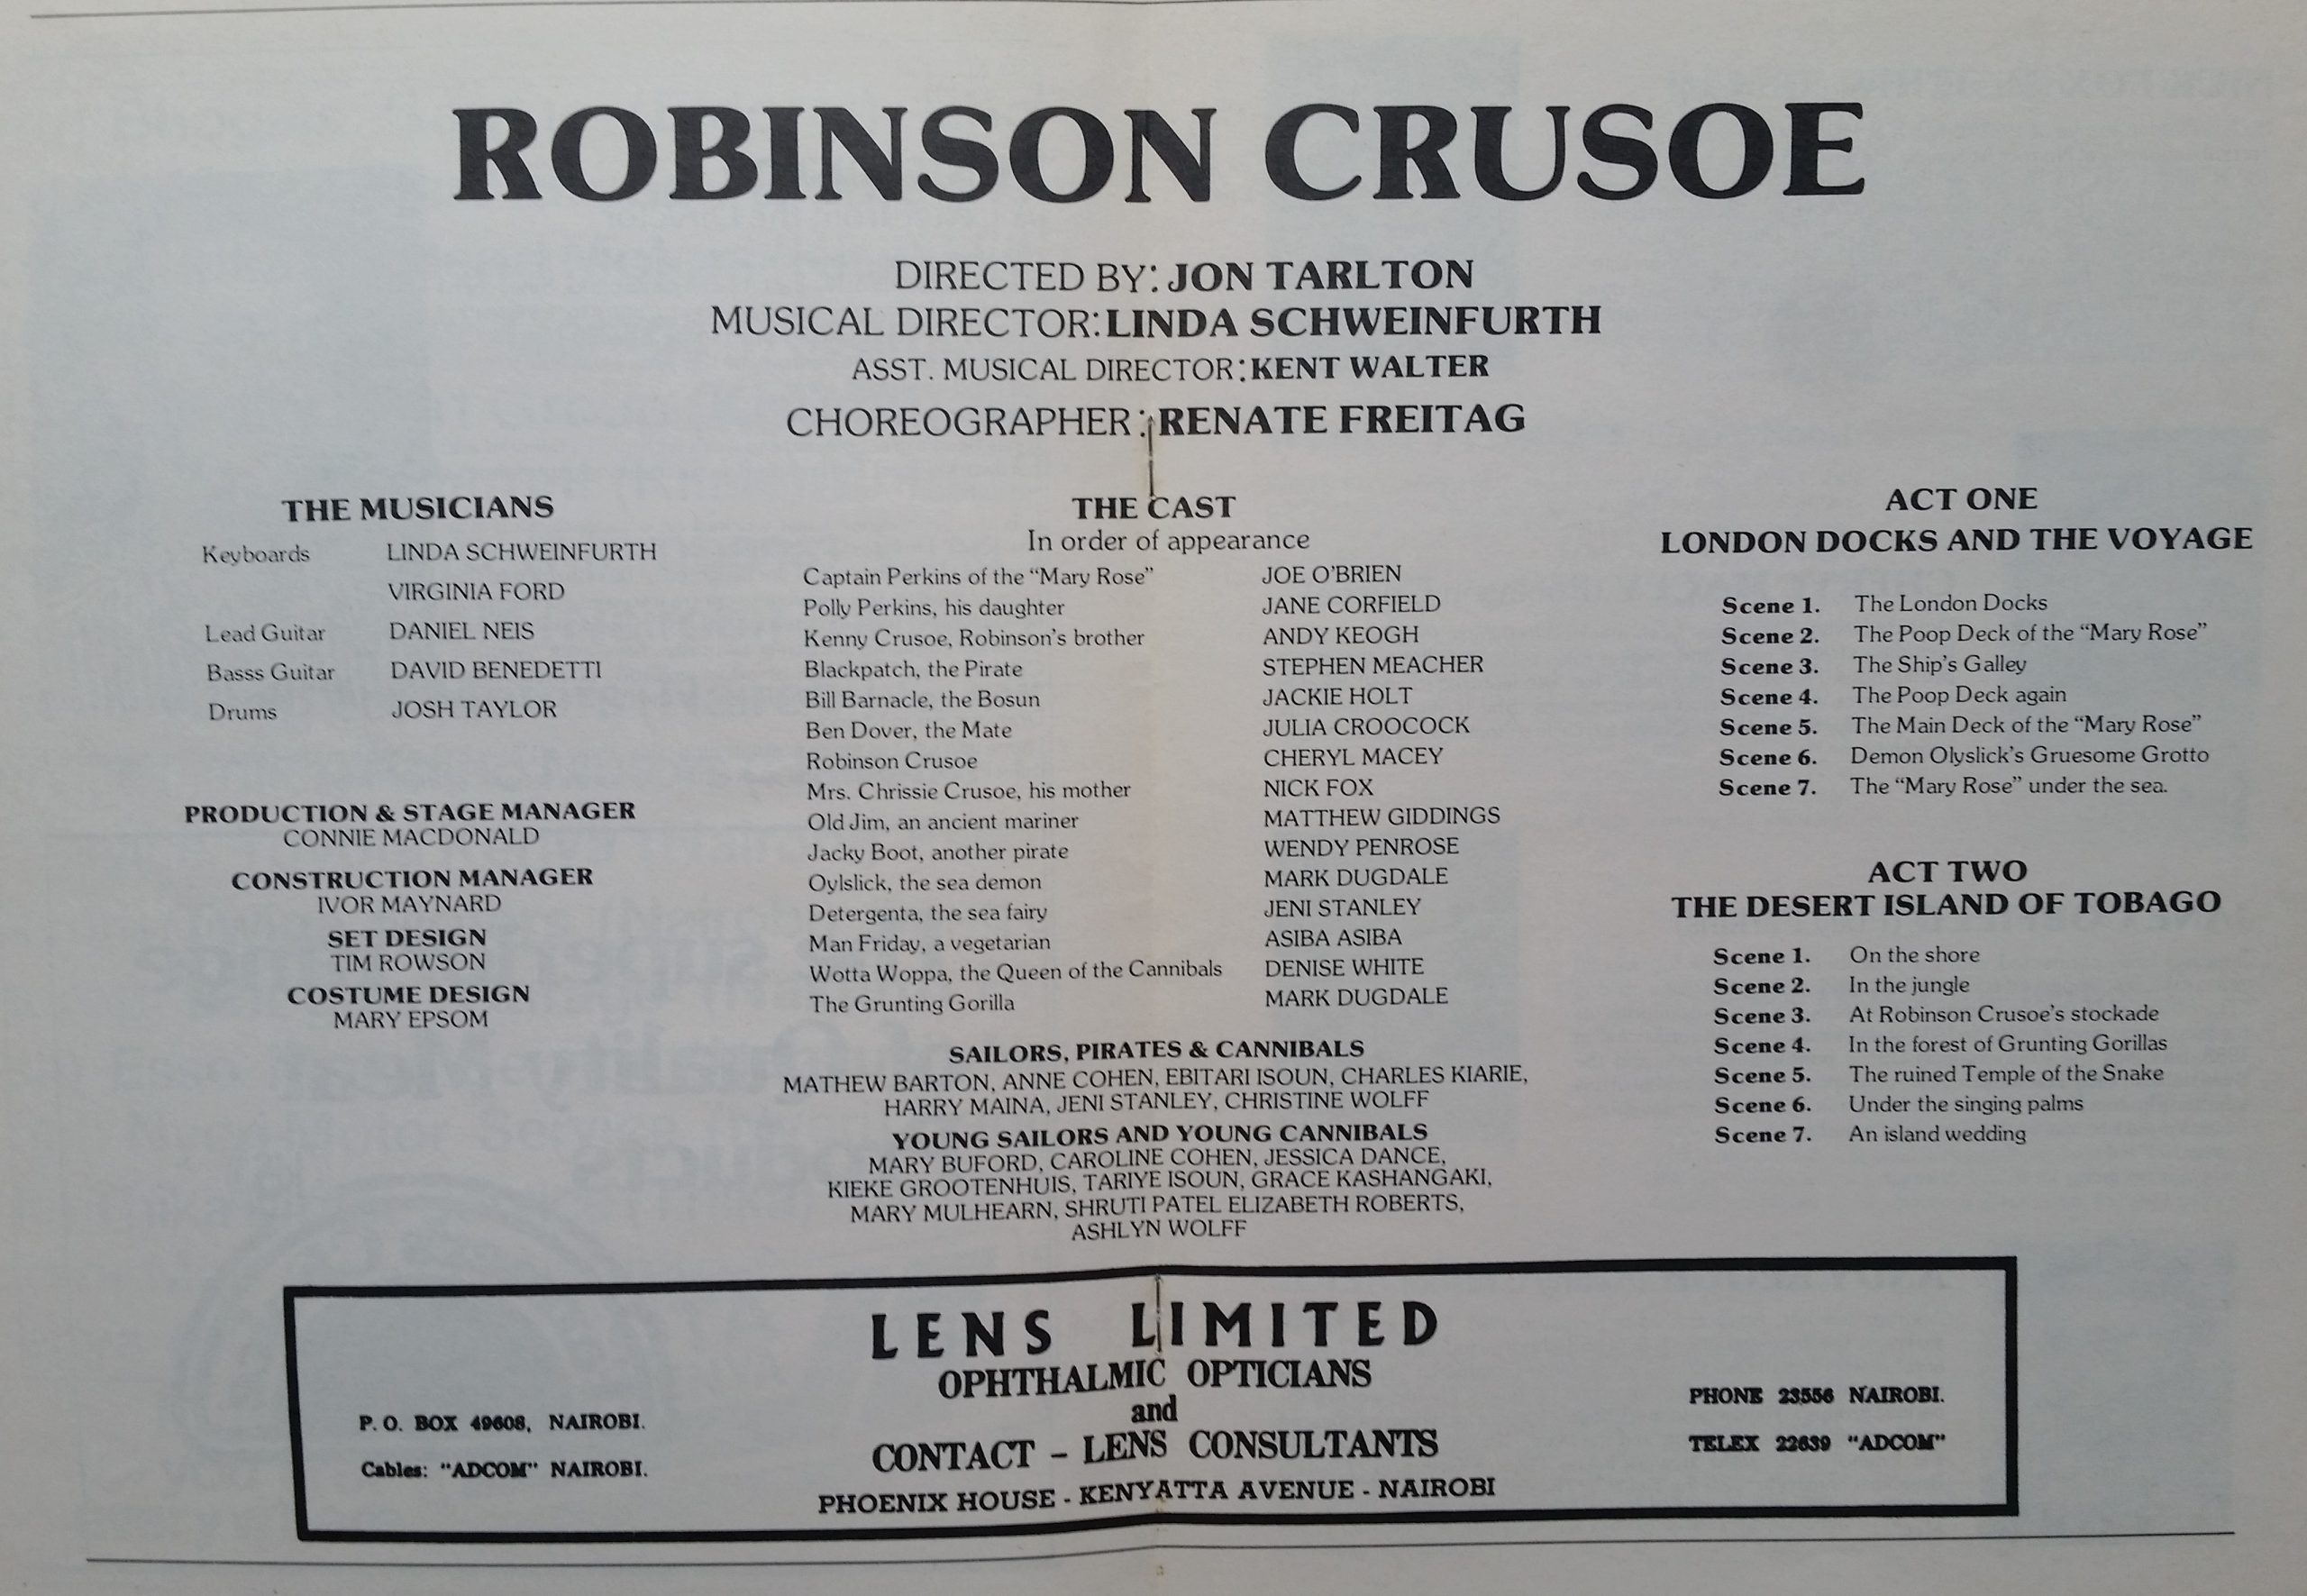 ROBINSON CRUSOE
DIRECTED BY: JON TARLTON
MUSICAL DIRECTOR: LINDA SCHWEINFURTH
ASST. MUSICAL DIRECTOR: KENT WALTER
CHOREOGRAPHER: RENATE FREITAG
THE MUSICIANS
Keyboards LINDA SCHWEINFURTH
VIRGINIA FORD
Lead Guitar DANIEL NEIS
Basss Guitar DAVID BENEDETTI
Drums JOSH TAYLOR
PRODUCTION & STAGE MANAGER
CONNIE MACDONALD
CONSTRUCTION MANAGER
IVOR MAYNARD
SET DESIGN
TIM ROWSON
COSTUME DESIGN
MARY EPSOM
THE CAST
In order of appearance
Captain Perkins of the “Mary Rose” JOE O'BRIEN
Polly Perkins, his daughter JANE CORFIELD
Kenny Crusoe, Robinson's brother ANDY KEOGH
Blackpatch, the Pirate STEPHEN MEACHER
Bill Barnacle, the Bosun JACKIE HOLT
Ben Dover, the Mate JULIA CROOCOCK
Robinson Crusoe CHERYL MACEY
Mrs. Chrissie Crusoe, his mother NICK FOX
Old Jim, an ancient mariner MATTHEW GIDDINGS
Jacky Boot, another pirate WENDY PENROSE
Oylslick, the sea demon MARK DUGDALE
Detergenta, the sea fairy JENI STANLEY
Man Friday, a vegetarian ASIBA ASIBA
Wotta Woppa, the Queen of the Cannibals DENISE WHITE
The Grunting Gorilla MARK DUGDALE
SAILORS, PIRATES & CANNIBALS
MATHEW BARTON, ANNE COHEN, EBITARI ISOUN, CHARLES KIARIE,
HARRY MAINA, JENI STANLEY, CHRISTINE WOLFF
YOUNG SAILORS AND YOUNG CANNIBALS
MARY BUFORD, CAROLINE COHEN, JESSICA DANCE,
KIEKE GROOTENHUIS, TARIYE ISOUN, GRACE KASHANGAKI,
MARY MULHEARN, SHRUTI PATEL ELIZABETH ROBERTS,
ASHLYN WOLFF
ACT ONE
LONDON DOCKS AND THE VOYAGE
Scene 1. The London Docks
Scene 2. The Poop Deck of the “Mary Rose”
Scene 3. The Ship's Galley
Scene 4. The Poop Deck again
Scene 5. The Main Deck of the “Mary Rose”
Scene 6. Demon Olyslick's Gruesome Grotto
Scene 7. The “Mary Rose” under the sea.
ACT TWO
THE DESERT ISLAND OF TOBAGO
Scene 1. On the shore
Scene 2. In the jungle
Scene 3. At Robinson Crusoe's stockade
Scene 4. In the forest of Grunting Gorillas
Scene 5. The ruined Temple of the Snake
Scene 6. Under the singing palms
Scene 7. An island wedding
LENS LIMITED
OPHTHALMIC OPTICIANS
and
CONTACT - LENS CONSULTANTS
PHOENIX HOUSE - KENYATTA AVENUE - NAIROBI
P. O. BOX 49608, NAIROBI.
Cables: “ADCOM” NAIROBI.
PHONE 23556 NAIROBI.
TELEX 22639 “ADCOM”